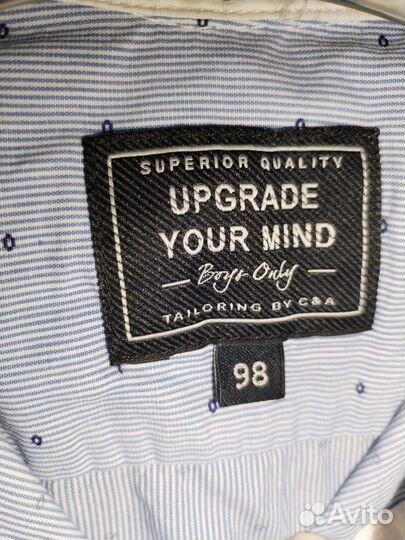 SUPERIOR QUALITY
UPGRADE
YOUR MIND
Boys Only
TAILORING BY C&A
98
Avito